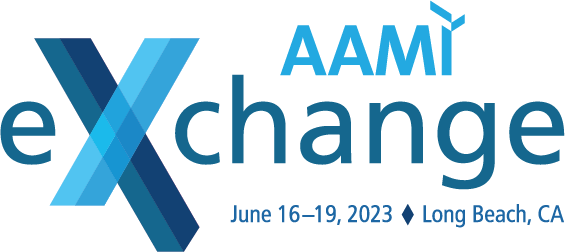 AAMI
eXchange
June 16–19, 2023 ♦ Long Beach, CA